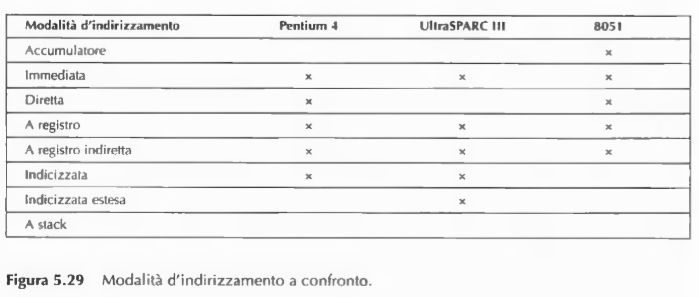 Modalità d'indirizzamento Pentium 4 UltraSPARC III 8051
Accumulatore x
Immediata x x x
Diretta x x
A registro x x x
A registro indiretta x x x
Indicizzata x x
Indicizzata estesa x
A stack
Figura 5.29 Modalità d'indirizzamento a confronto.